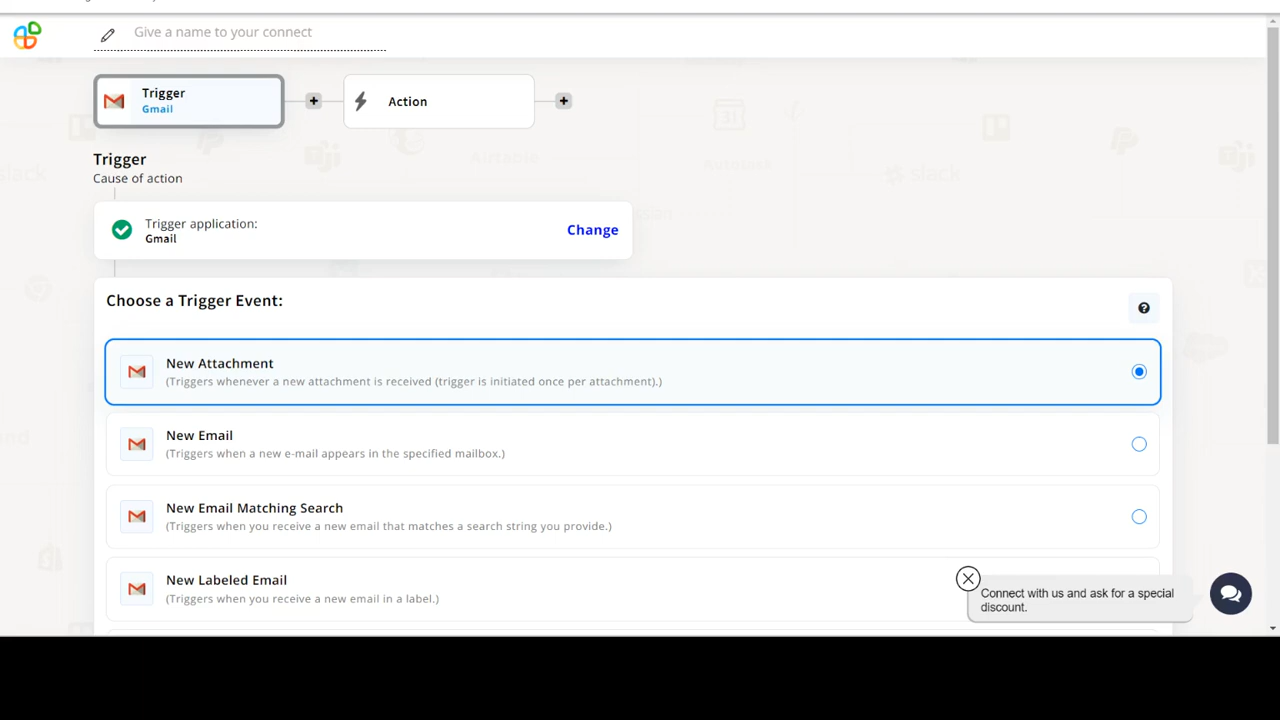 Give a name to your connect
Trigger
Gmail
Action
Trigger
Cause of action
Trigger application:
Gmail
Change
Choose a Trigger Event:
New Attachment
(Triggers whenever a new attachment is received (trigger is initiated once per attachment).)
New Email
(Triggers when a new e-mail appears in the specified mailbox.)
New Email Matching Search
(Triggers when you receive a new email that matches a search string you provide.)
New Labeled Email
(Triggers when you receive a new email in a label.)
Connect with us and ask for a special
discount.
slack
slack